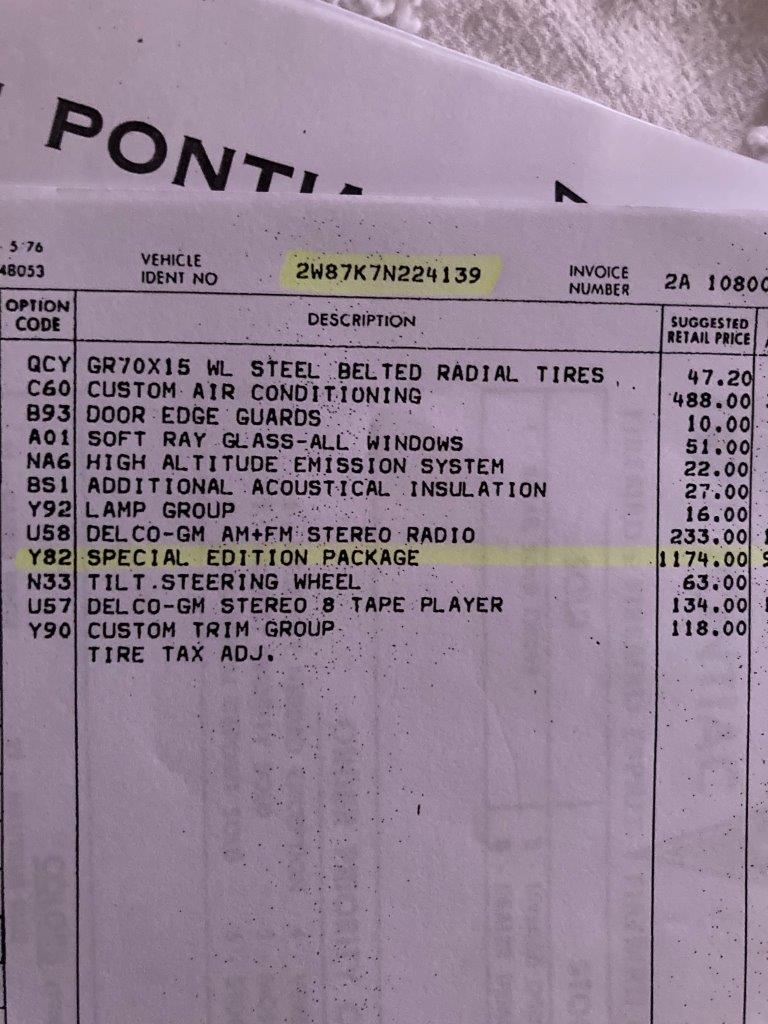 PONTIA
5 76
48053
VEHICLE
IDENT NO
2W87K7N224139
INVOICE
NUMBER
2A 10800
OPTION
CODE
DESCRIPTION
SUGGESTED
RETAIL PRICE
QCY GR70X15 WL STEEL BELTED RADIAL TIRES 47.20
C60 CUSTOM AIR CONDITIONING 488.00
B93 DOOR EDGE GUARDS 10.00
A01 SOFT RAY GLASS-ALL WINDOWS 51.00
NA6 HIGH ALTITUDE EMISSION SYSTEM 22.00
BS1 ADDITIONAL ACOUSTICAL INSULATION 27.00
Y92 LAMP GROUP 16.00
U58 DELCO-GM AM+FM STEREO RADIO 233.00
Y82 SPECIAL EDITION PACKAGE 1174.00
N33 TILT STEERING WHEEL 63.00
U57 DELCO-GM STEREO 8 TAPE PLAYER 134.00
Y90 CUSTOM TRIM GROUP 118.00
TIRE TAX ADJ.